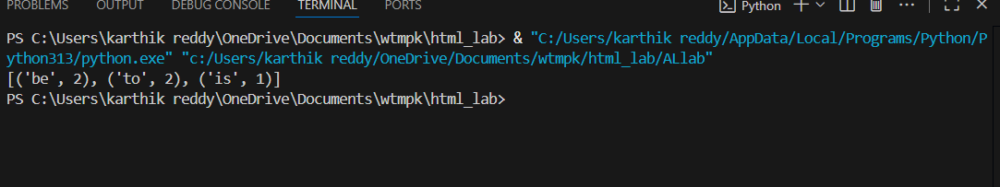 PROBLEMS OUTPUT DEBUG CONSOLE TERMINAL PORTS Python
PS C:\Users\karthik reddy\OneDrive\Documents\wtmpk\html_lab> & "C:/Users/karthik reddy/AppData/Local/Programs/Python/P
ython313/python.exe" "c:/Users/karthik reddy/OneDrive/Documents/wtmpk/html_lab/ALlab"
[('be', 2), ('to', 2), ('is', 1)]
PS C:\Users\karthik reddy\OneDrive\Documents\wtmpk\html_lab>